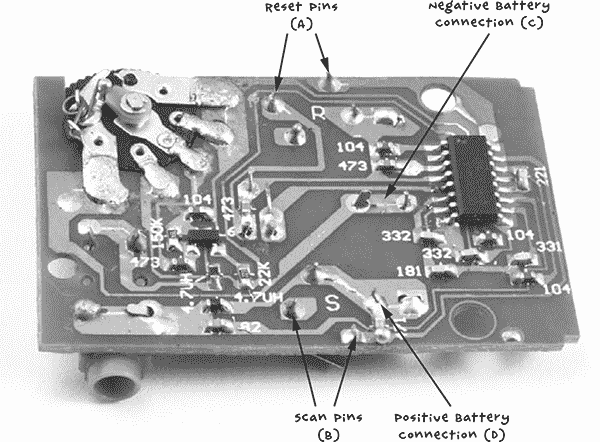 Reset Pins
(A)
Negative Battery
connection (C)
R
104
473
221
104
473
6
150K
473
22K
4.7UH
4.7UH
82
332
332
104
331
181
104
S
Scan Pins
(B)
Positive Battery
connection (D)